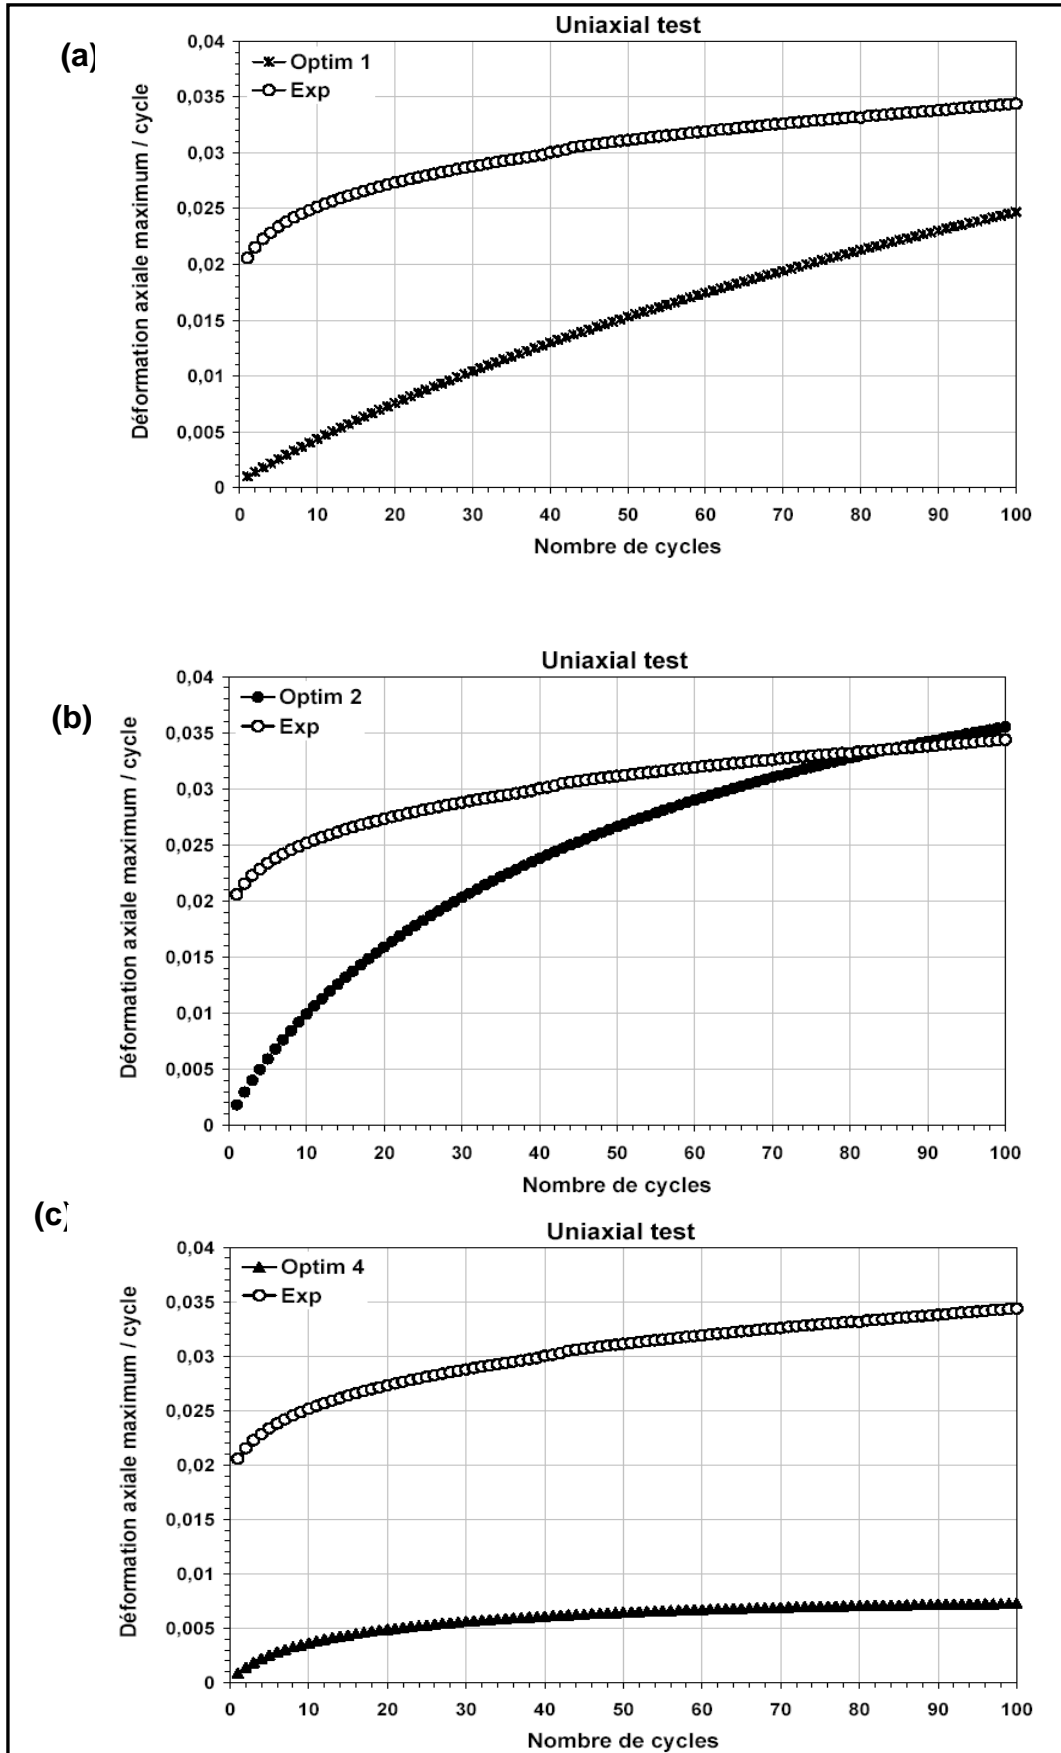 (a)
Uniaxial test
Optim 1
Exp
Déformation axiale maximum / cycle
0,04
0,035
0,03
0,025
0,02
0,015
0,01
0,005
0
0 10 20 30 40 50 60 70 80 90 100
Nombre de cycles
(b)
Uniaxial test
Optim 2
Exp
Déformation axiale maximum / cycle
0,04
0,035
0,03
0,025
0,02
0,015
0,01
0,005
0
0 10 20 30 40 50 60 70 80 90 100
Nombre de cycles
(c)
Uniaxial test
Optim 4
Exp
Déformation axiale maximum / cycle
0,04
0,035
0,03
0,025
0,02
0,015
0,01
0,005
0
0 10 20 30 40 50 60 70 80 90 100
Nombre de cycles